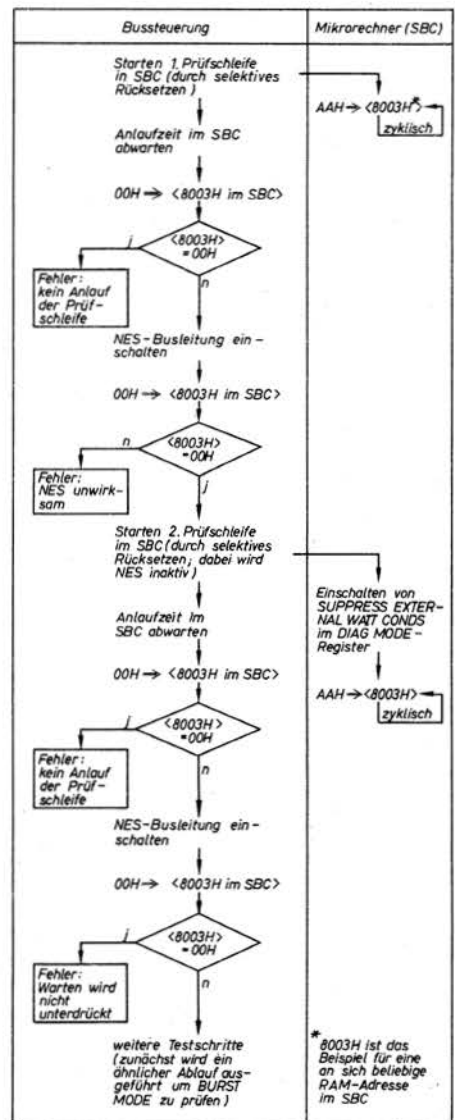 Bussteuerung
Mikrorechner (SBC)
Starten 1. Prüfschleife
in SBC (durch selektives
Rücksetzen)
AAH → <8003H>*
zyklisch
Anlaufzeit im SBC
abwarten
00H → <8003H im SBC>
<8003H>
=00H
j
n
Fehler:
kein Anlauf
der Prüf-
schleife
NES-Busleitung ein-
schalten
00H → <8003H im SBC>
<8003H>
=00H
n
j
Fehler:
NES unwirk-
sam
Starten 2. Prüfschleife
im SBC (durch selektives
Rücksetzen; dabei wird
NES inaktiv)
Einschalten von
SUPPRESS EXTER-
NAL WATT CONDS
im DIAG MODE-
Register
Anlaufzeit im
SBC abwarten
AAH → <8003H>
zyklisch
00H → <8003H im SBC>
<8003H>
=00H
j
n
Fehler:
kein Anlauf
der Prüf-
schleife
NES-Busleitung ein-
schalten
00H → <8003H im SBC>
<8003H>
=00H
j
n
Fehler:
Warten wird
nicht
unterdrückt
weitere Testschritte
(zunächst wird ein
ähnlicher Ablauf aus-
geführt um BURST
MODE zu prüfen)
* 8003H ist das
Beispiel für eine
an sich beliebige
RAM-Adresse
im SBC